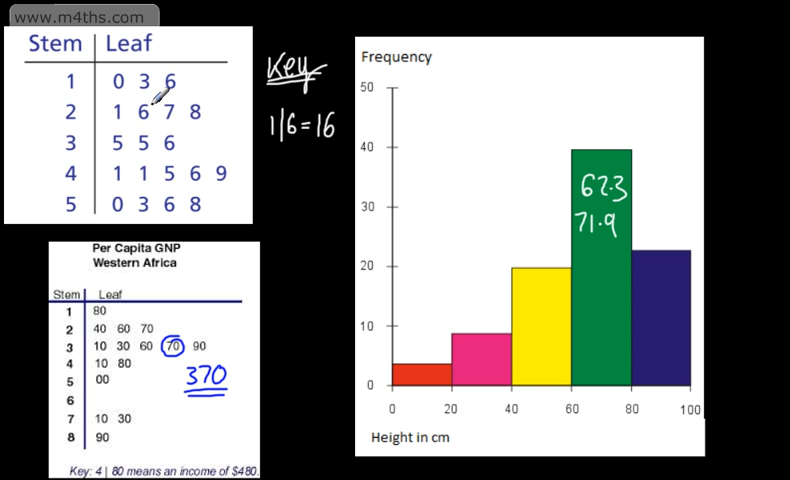 www.m4ths.com
Stem Leaf
1 0 3 6
2 1 6 7 8
3 5 5 6
4 1 1 5 6 9
5 0 3 6 8
Key
1|6=16
Per Capita GNP
Western Africa
Stem Leaf
1 80
2 40 60 70
3 10 30 60 70 90
4 10 80
5 00
6
7 10 30
8 90
370
Key: 4 | 80 means an income of $480.
Frequency
50
40
30
20
10
0
62.3
71.9
0 20 40 60 80 100
Height in cm